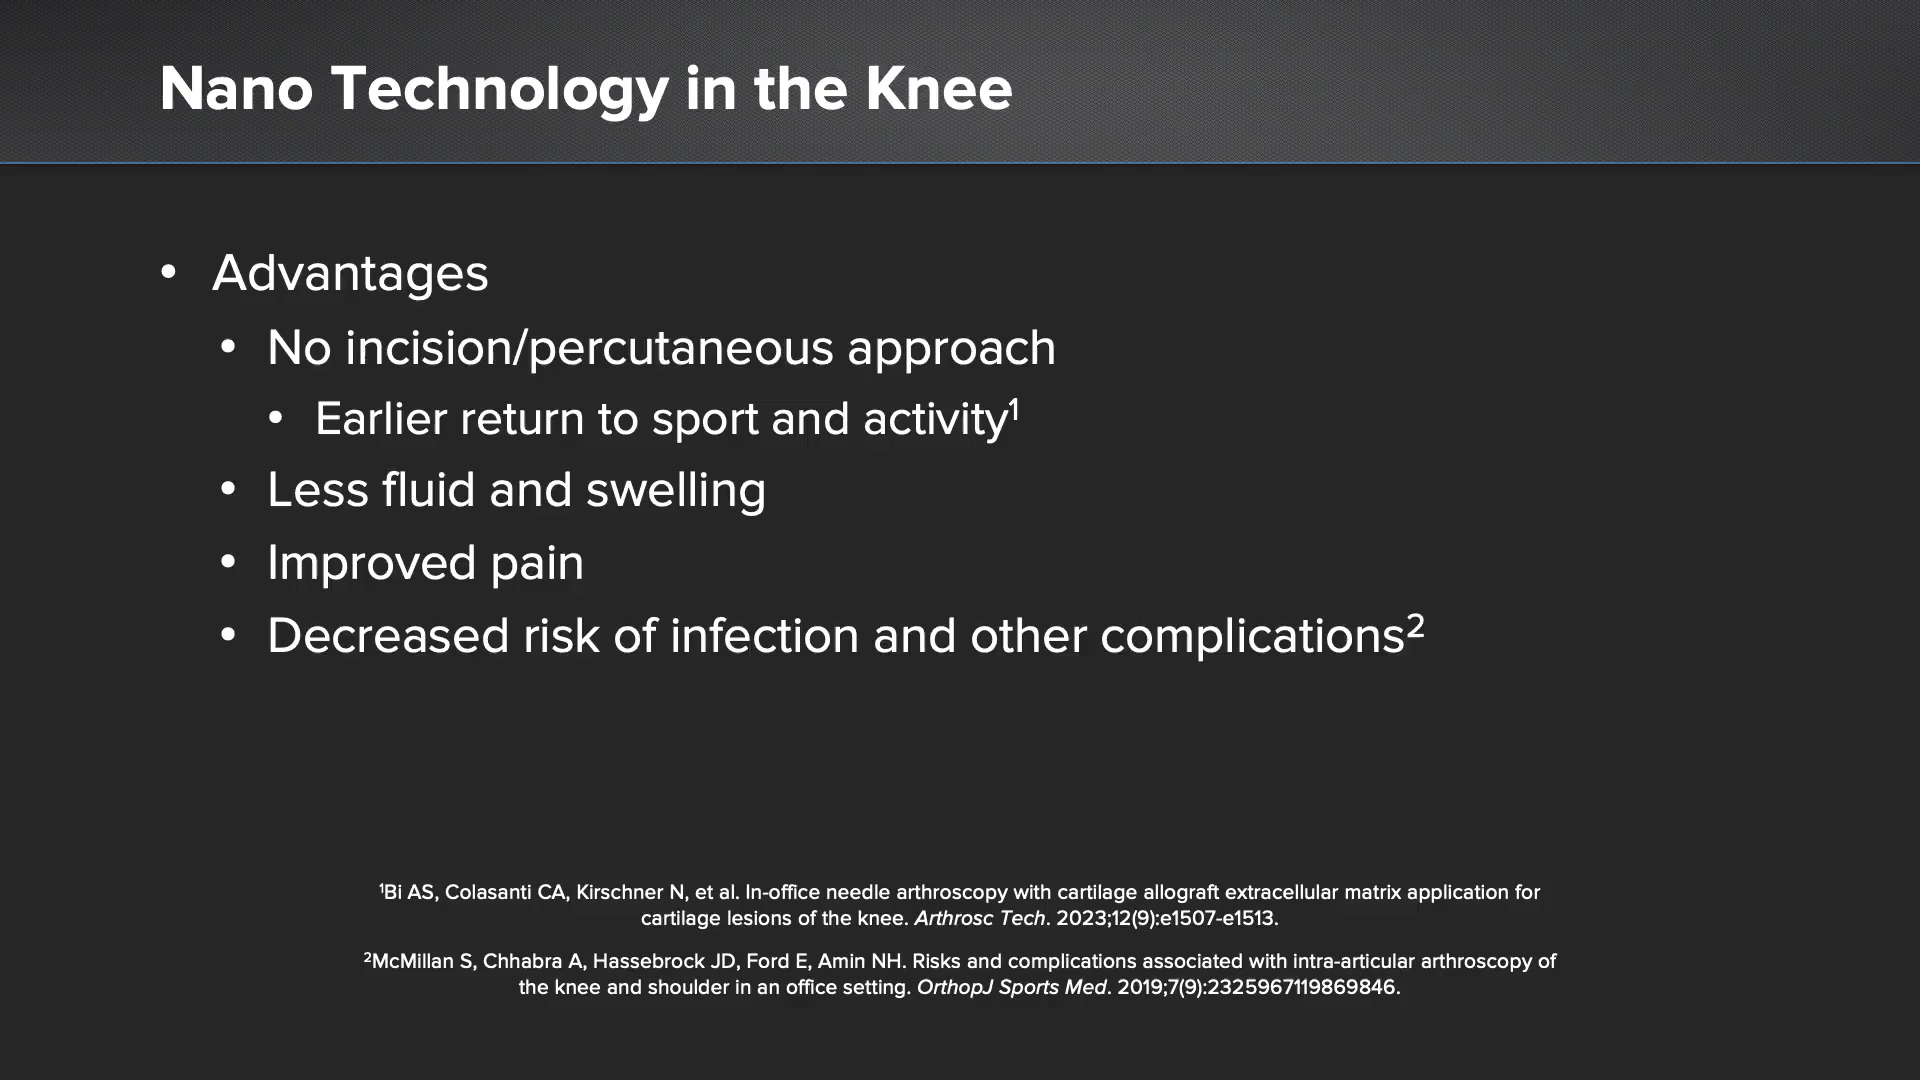 Nano Technology in the Knee
• Advantages
• No incision/percutaneous approach
• Earlier return to sport and activity¹
• Less fluid and swelling
• Improved pain
• Decreased risk of infection and other complications²
¹Bi AS, Colasanti CA, Kirschner N, et al. In-office needle arthroscopy with cartilage allograft extracellular matrix application for
cartilage lesions of the knee. Arthrosc Tech. 2023;12(9):e1507-e1513.
²McMillan S, Chhabra A, Hassebrock JD, Ford E, Amin NH. Risks and complications associated with intra-articular arthroscopy of
the knee and shoulder in an office setting. OrthopJ Sports Med. 2019;7(9):2325967119869846.